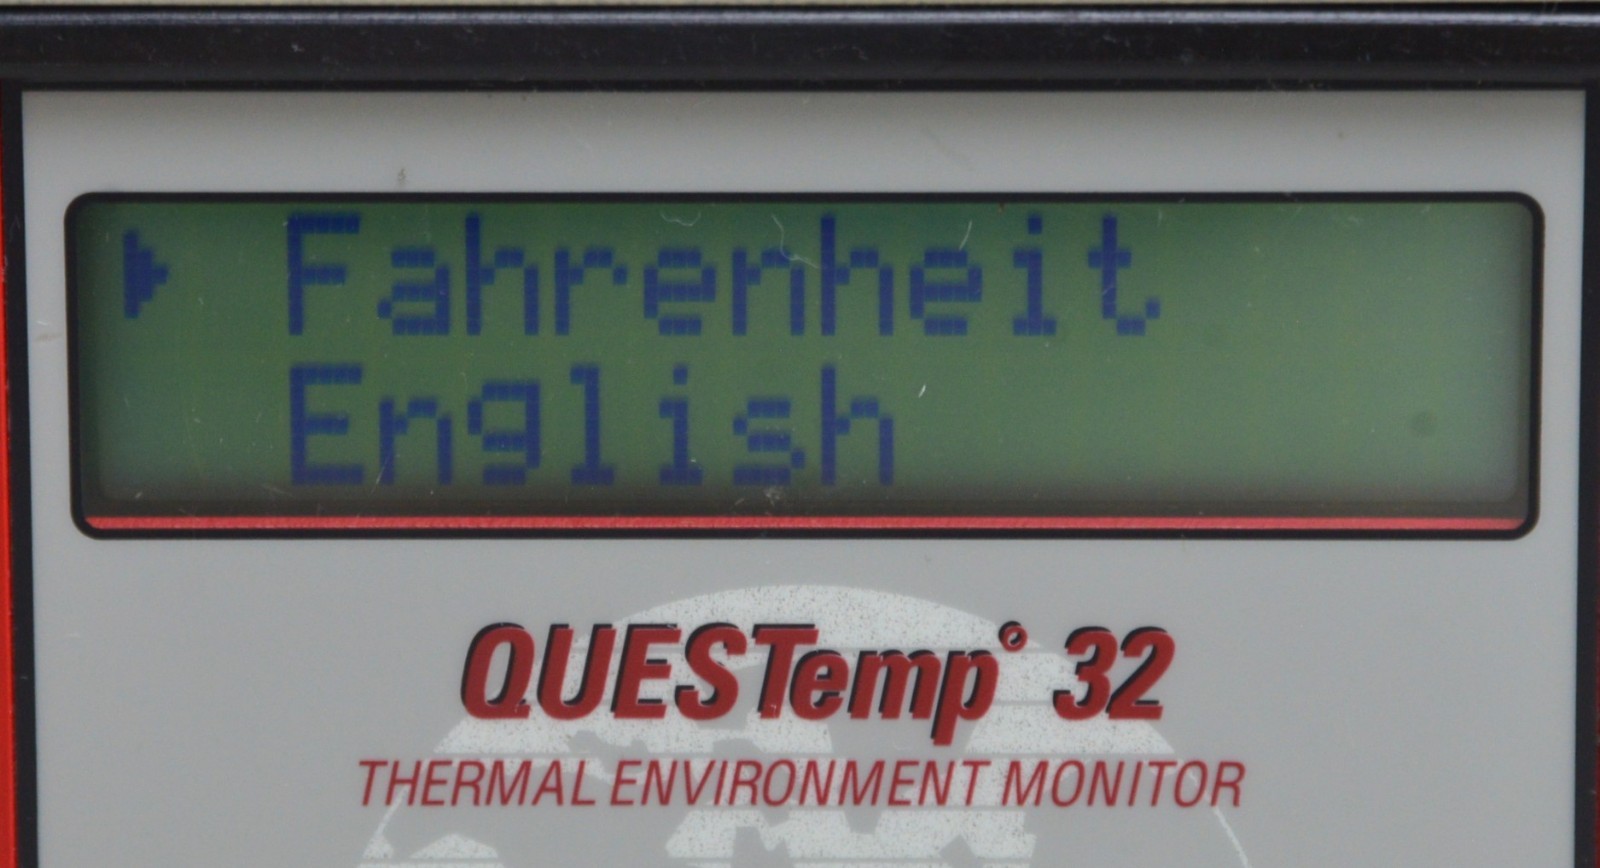 Fahrenheit
English
QUESTemp° 32
THERMAL ENVIRONMENT MONITOR